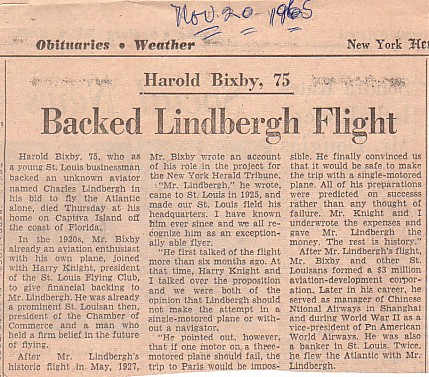 Nov. 20-1965
Obituaries • Weather
New York Her
Harold Bixby, 75
Backed Lindbergh Flight
Harold Bixby, 75, who as
a young St. Louis businessman
backed an unknown aviator
named Charles Lindbergh in
his bid to fly the Atlantic
alone, died Thursday at his
home on Captiva Island off
the coast of Florida.
In the 1920s, Mr. Bixby
already an aviation enthusiast
with his own plane, joined
with Harry Knight, president
of the St. Louis Flying Club,
to give financial backing to
Mr. Lindbergh. He was already
a prominent St. Louisan then,
president of the Chamber of
Commerce and a man who
held a firm belief in the future
of flying.
After Mr. Lindbergh's
historic flight in May, 1927,
Mr. Bixby wrote an account
of his role in the project for
the New York Herald Tribune.
"Mr. Lindbergh," he wrote,
came to St. Louis in 1925, and
made our St. Louis field his
headquarters. I have known
him ever since and we all re-
cognize him as an exception-
ally able flyer.
"He first talked of the flight
more than six months ago. At
that time, Harry Knight and
I talked over the proposition
and we were both of the
opinion that Lindbergh should
not make the attempt in a
single-motored plane or with-
out a navigator.
"He pointed out, however,
that if one motor on a three-
motored plane should fail, the
trip to Paris would be impos-
sible. He finally convinced us
that it would be safe to make
the trip with a single-motored
plane. All of his preparations
were predicted on success
rather than any thought of
failure. Mr. Knight and I
underwrote the expenses and
gave Mr. Lindbergh the
money. The rest is history."
After Mr. Lindbergh's flight,
Mr. Bixby and other St.
Louisans formed a $3 million
aviation-development corpor-
ation. Later in his career, he
served as manager of Chinese
Ntional Airways in Shanghai
and during World War II as a
vice-president of Pn American
World Airways. He was also
a banker in St. Louis. Twice,
he flew the Atlantic with Mr.
Lindbergh.